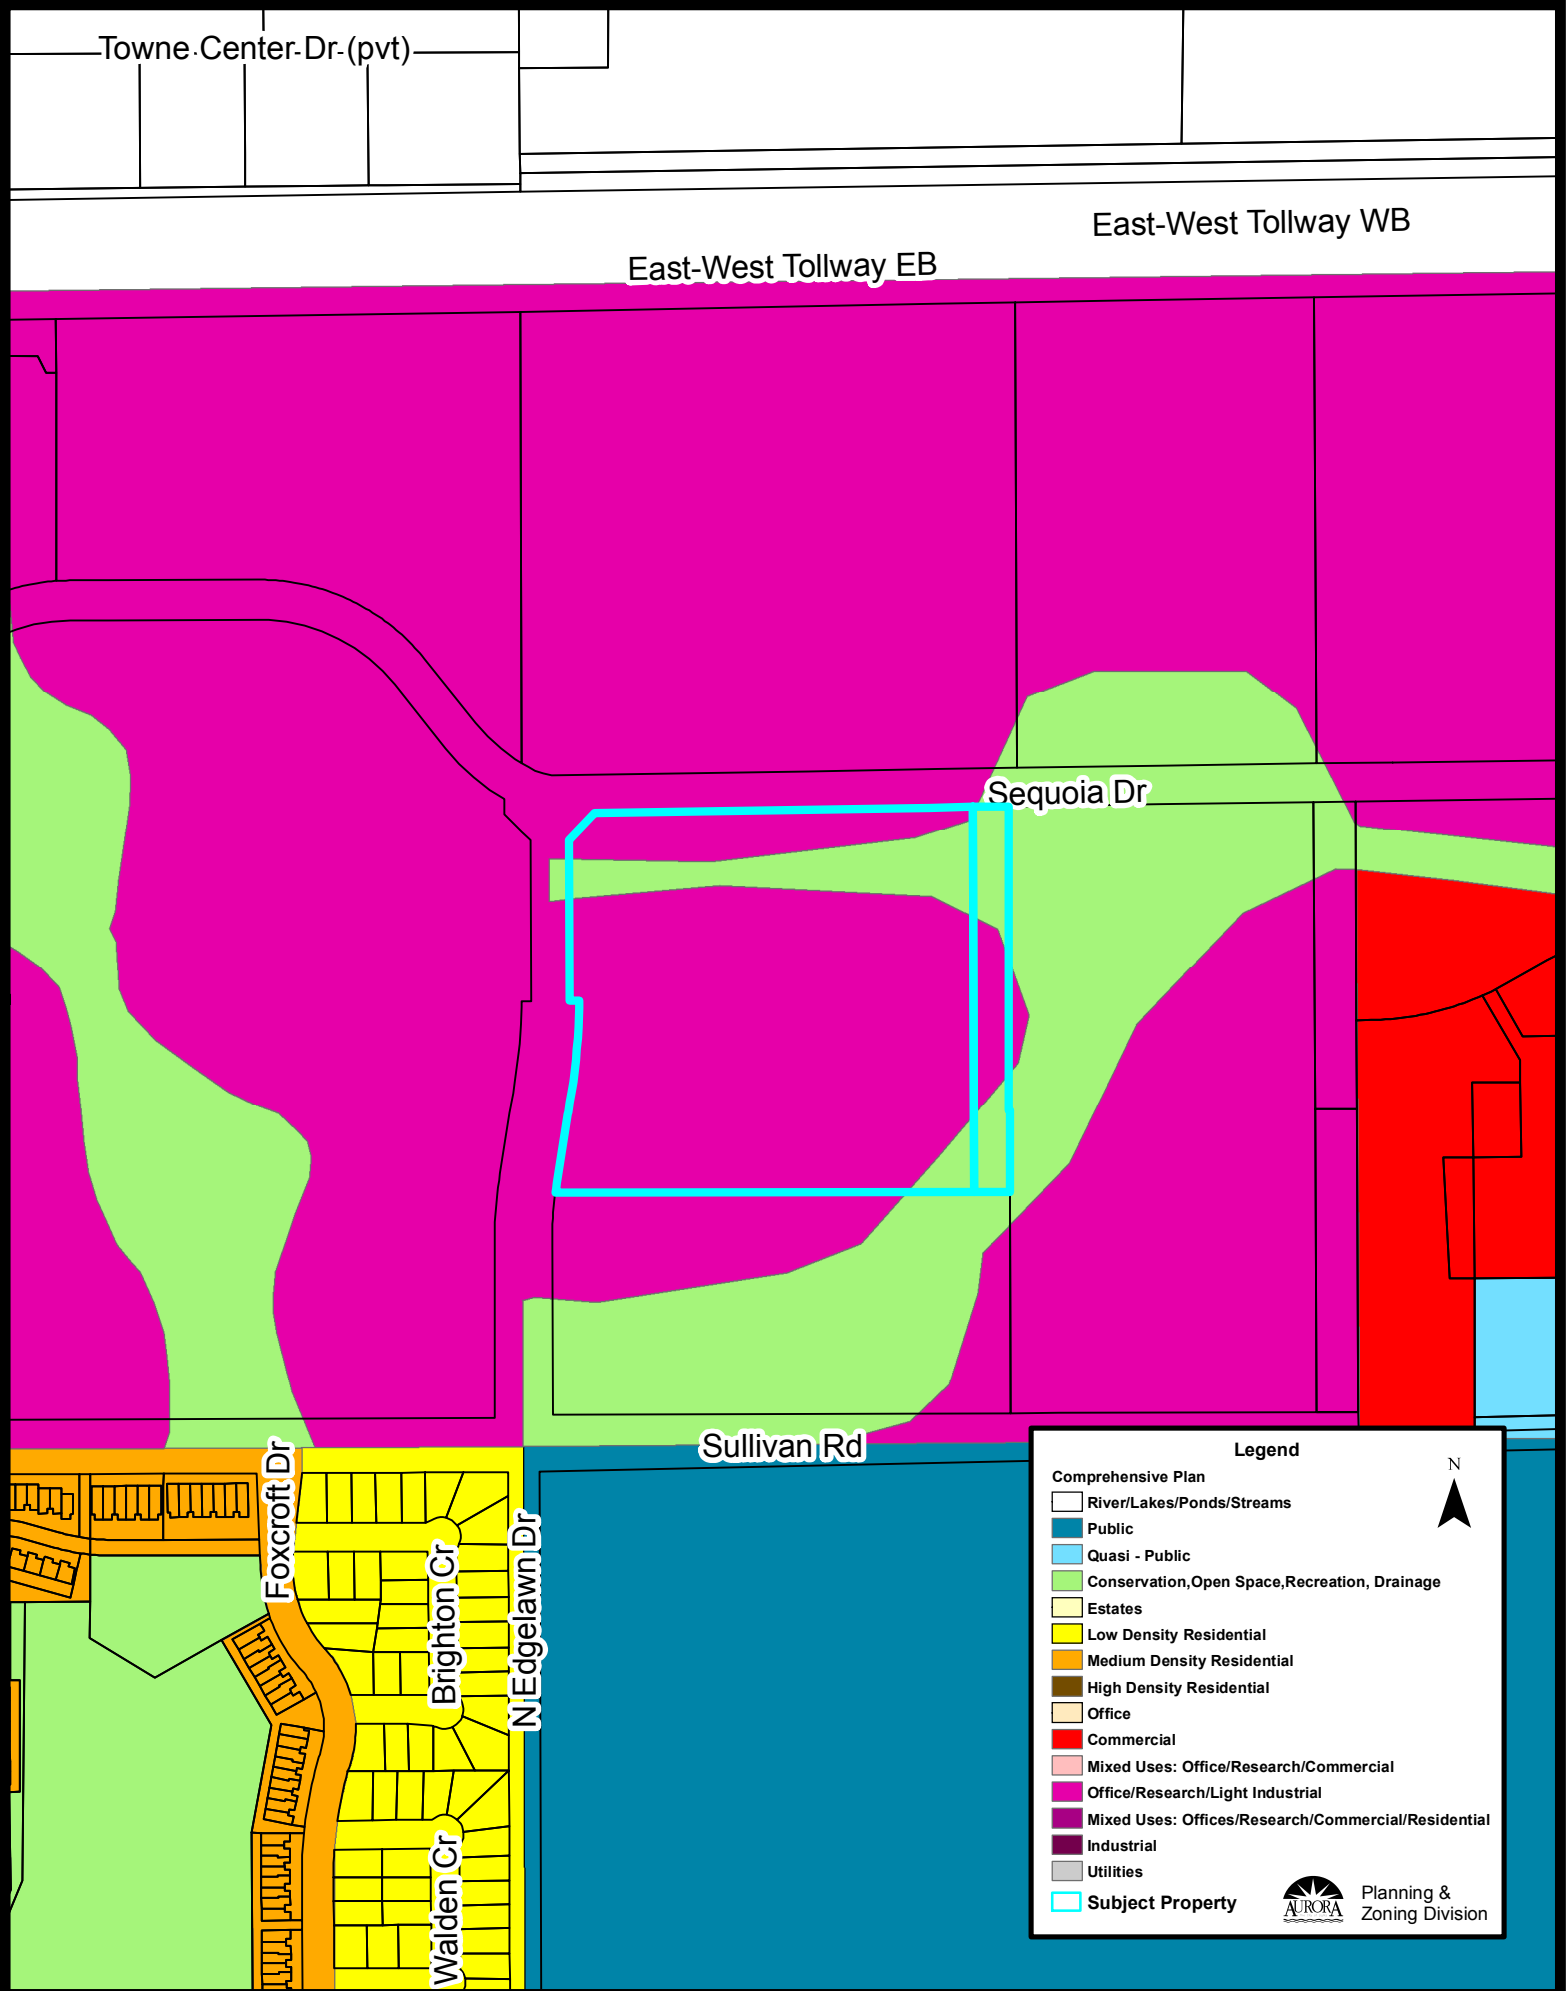 Towne Center Dr (pvt)
East-West Tollway WB
East-West Tollway EB
Sequoia Dr
Sullivan Rd
Foxcroft Dr
Brighton Cr
N Edgelawn Dr
Walden Cr
Legend
N
Comprehensive Plan
River/Lakes/Ponds/Streams
Public
Quasi - Public
Conservation,Open Space,Recreation, Drainage
Estates
Low Density Residential
Medium Density Residential
High Density Residential
Office
Commercial
Mixed Uses: Office/Research/Commercial
Office/Research/Light Industrial
Mixed Uses: Offices/Research/Commercial/Residential
Industrial
Utilities
Subject Property
AURORA
Planning &
Zoning Division